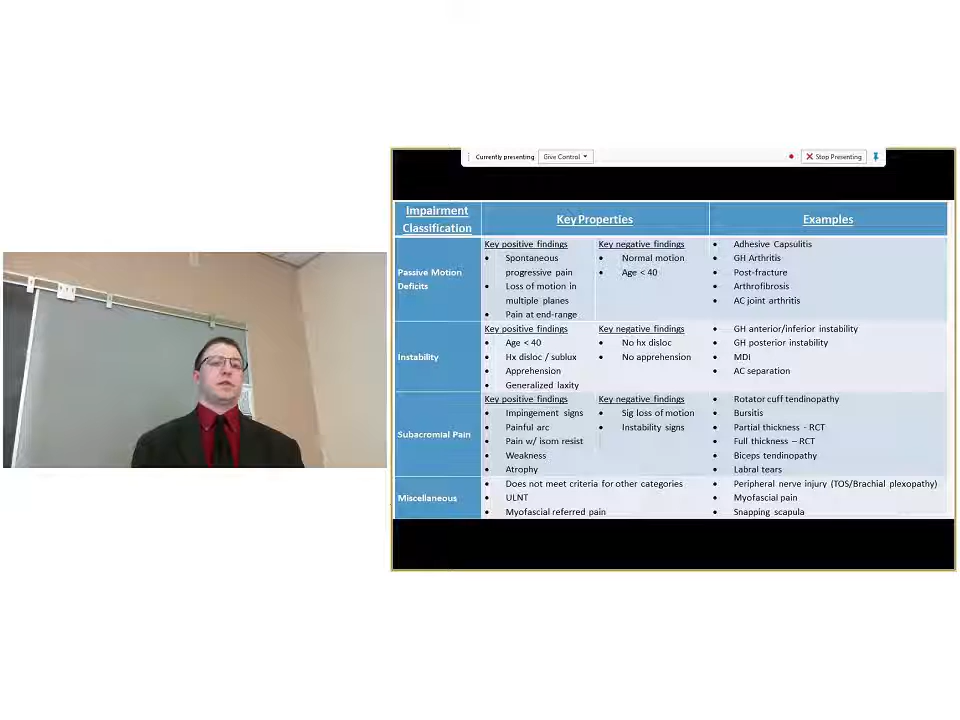 Currently presenting Give Control Stop Presenting
Impairment
Classification
Key Properties
Examples
Passive Motion
Deficits
Key positive findings
• Spontaneous
progressive pain
• Loss of motion in
multiple planes
• Pain at end-range
Key negative findings
• Normal motion
• Age < 40
• Adhesive Capsulitis
• GH Arthritis
• Post-fracture
• Arthrofibrosis
• AC joint arthritis
Instability
Key positive findings
• Age < 40
• Hx disloc / sublux
• Apprehension
• Generalized laxity
Key negative findings
• No hx disloc
• No apprehension
• GH anterior/inferior instability
• GH posterior instability
• MDI
• AC separation
Subacromial Pain
Key positive findings
• Impingement signs
• Painful arc
• Pain w/ isom resist
• Weakness
• Atrophy
Key negative findings
• Sig loss of motion
• Instability signs
• Rotator cuff tendinopathy
• Bursitis
• Partial thickness - RCT
• Full thickness – RCT
• Biceps tendinopathy
• Labral tears
Miscellaneous
• Does not meet criteria for other categories
• ULNT
• Myofascial referred pain
• Peripheral nerve injury (TOS/Brachial plexopathy)
• Myofascial pain
• Snapping scapula